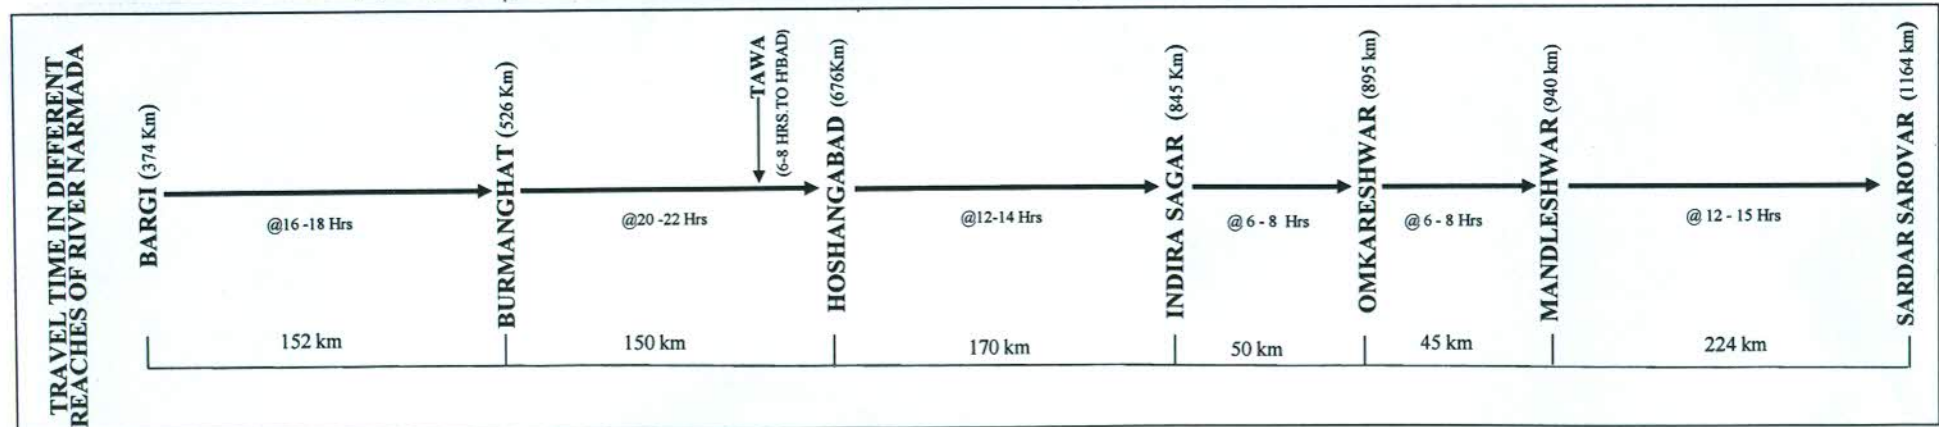 TRAVEL TIME IN DIFFERENT
REACHES OF RIVER NARMADA
BARGI (374 Km)
@16 -18 Hrs
BURMANGHAT (526 Km)
@20 -22 Hrs
TAWA
(6-8 HRS.TO H'BAD)
HOSHANGABAD (676Km)
@12-14 Hrs
INDIRA SAGAR (845 Km)
@ 6 - 8 Hrs
OMKARESHWAR (895 km)
@ 6 - 8 Hrs
MANDLESHWAR (940 km)
@ 12 - 15 Hrs
SARDAR SAROVAR (1164 km)
152 km
150 km
170 km
50 km
45 km
224 km